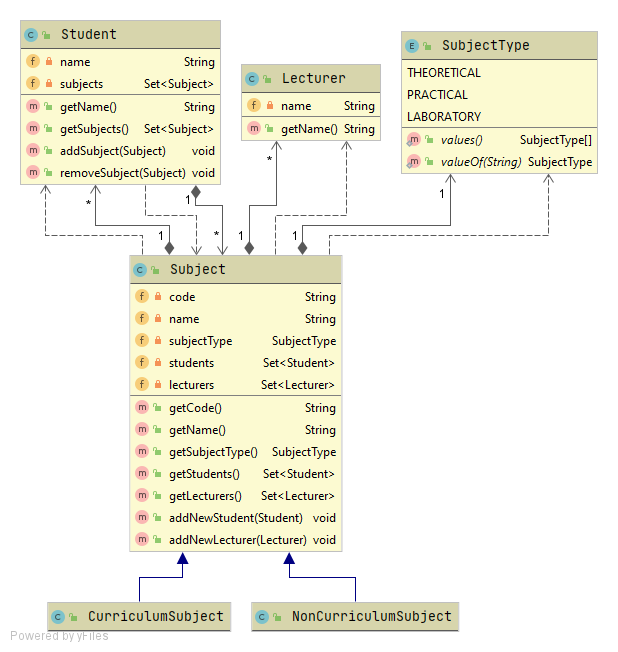 C Student
f name String
f subjects Set<Subject>
m getName() String
m getSubjects() Set<Subject>
m addSubject(Subject) void
m removeSubject(Subject) void
C Lecturer
f name String
m getName() String
E SubjectType
THEORETICAL
PRACTICAL
LABORATORY
m values() SubjectType[]
m valueOf(String) SubjectType
* 1 * 1 * 1 1
1
C Subject
f code String
f name String
f subjectType SubjectType
f students Set<Student>
f lecturers Set<Lecturer>
m getCode() String
m getName() String
m getSubjectType() SubjectType
m getStudents() Set<Student>
m getLecturers() Set<Lecturer>
m addNewStudent(Student) void
m addNewLecturer(Lecturer) void
C CurriculumSubject
C NonCurriculumSubject
Powered by yFiles